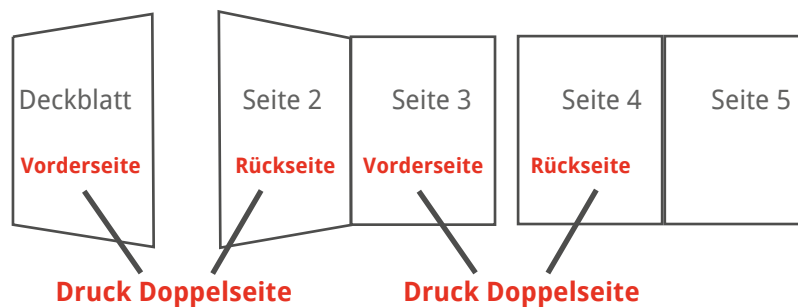 Deckblatt Seite 2 Seite 3 Seite 4 Seite 5
Vorderseite Rückseite Vorderseite Rückseite
Druck Doppelseite Druck Doppelseite